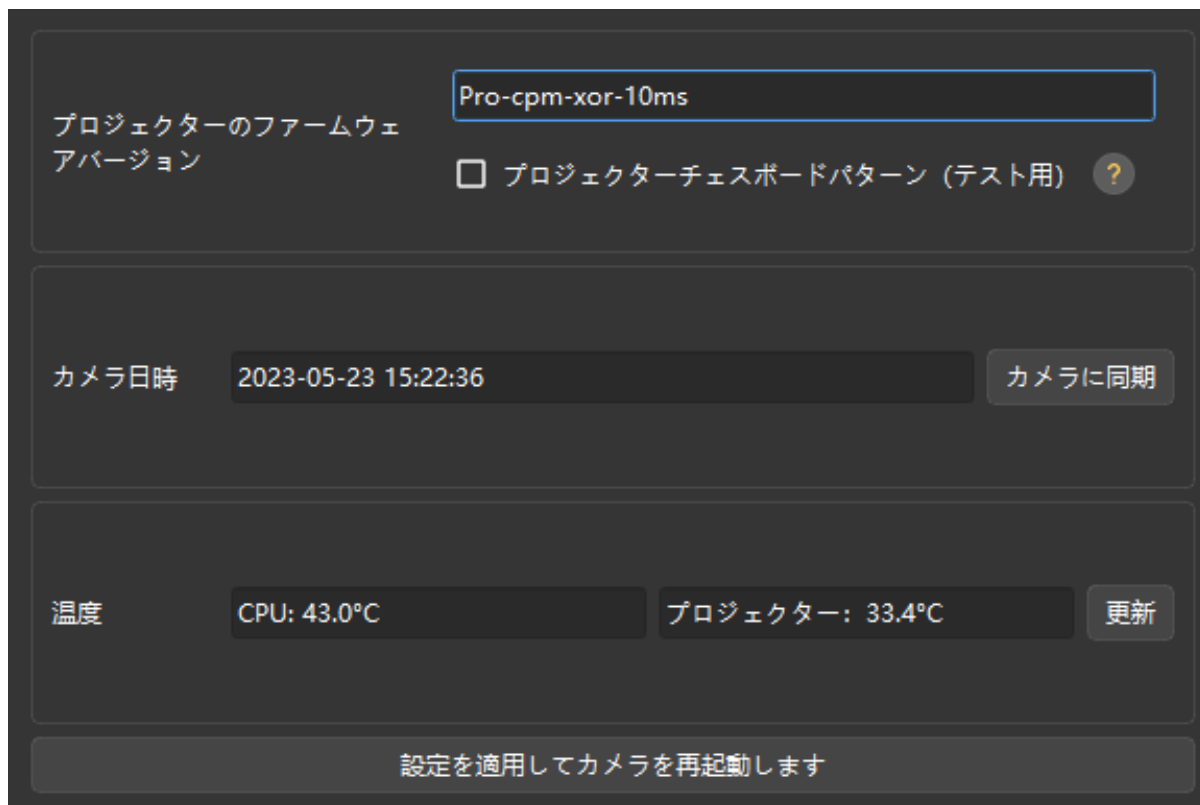 Pro-cpm-xor-10ms
プロジェクターのファームウェ
アバージョン
プロジェクターチェスボードパターン (テスト用) ?
カメラ日時 2023-05-23 15:22:36 カメラに同期
温度 CPU: 43.0°C プロジェクター: 33.4°C 更新
設定を適用してカメラを再起動します